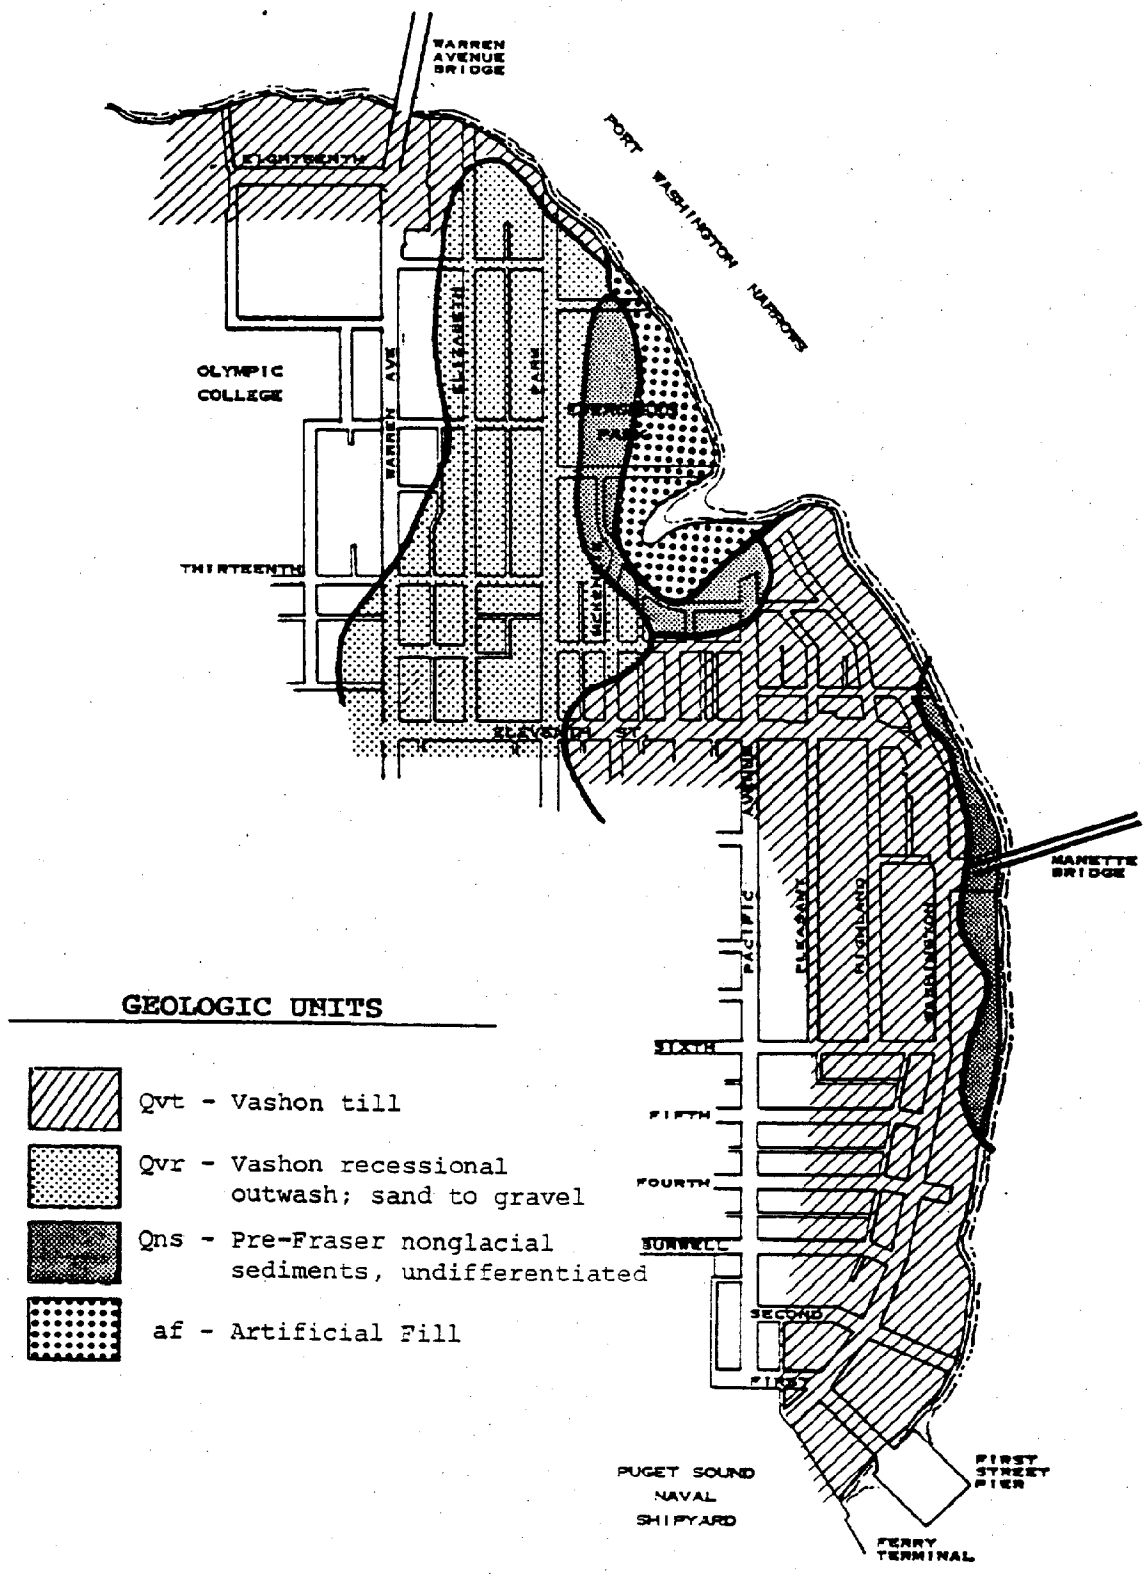 WARREN
AVENUE
BRIDGE
PORT WASHINGTON NARROWS
EIGHTEENTH
ELIZABETH
PARK
WARREN AVE
OLYMPIC
COLLEGE
EVERGREEN
PARK
THIRTEENTH
MCKENZIE
ELEVENTH ST.
AVENUE
PACIFIC
PLEASANT
HIGHLAND
WASHINGTON
MANETTE
BRIDGE
GEOLOGIC UNITS
Qvt - Vashon till
Qvr - Vashon recessional
outwash; sand to gravel
Qns - Pre-Fraser nonglacial
sediments, undifferentiated
af - Artificial Fill
SIXTH
FIFTH
FOURTH
BURWELL
SECOND
FIRST
PUGET SOUND
NAVAL
SHIPYARD
FIRST
STREET
PIER
FERRY
TERMINAL